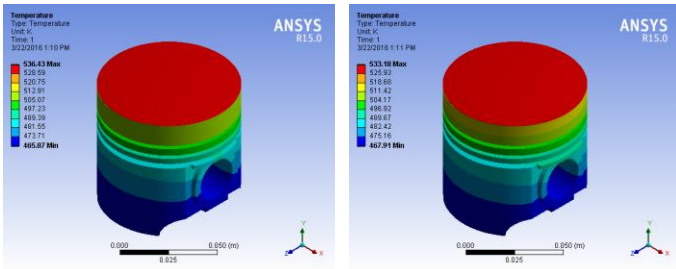 Temperature
Type: Temperature
Unit: K
Time: 1
3/22/2016 1:10 PM
536.43 Max
528.59
520.75
512.91
505.07
497.23
489.39
481.55
473.71
465.87 Min
ANSYS
R15.0
0.000
0.050 (m)
0.025
Y
Z
X
Temperature
Type: Temperature
Unit: K
Time: 1
3/22/2016 1:11 PM
533.18 Max
525.93
518.68
511.42
504.17
496.92
489.67
482.42
475.16
467.91 Min
ANSYS
R15.0
0.000
0.050 (m)
0.025
Y
Z
X